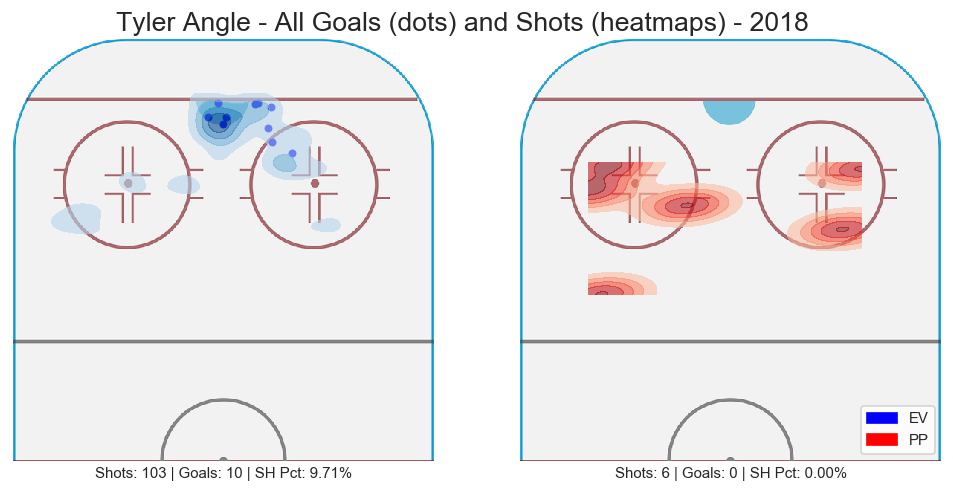 Tyler Angle - All Goals (dots) and Shots (heatmaps) - 2018
EV
PP
Shots: 103 | Goals: 10 | SH Pct: 9.71%
Shots: 6 | Goals: 0 | SH Pct: 0.00%